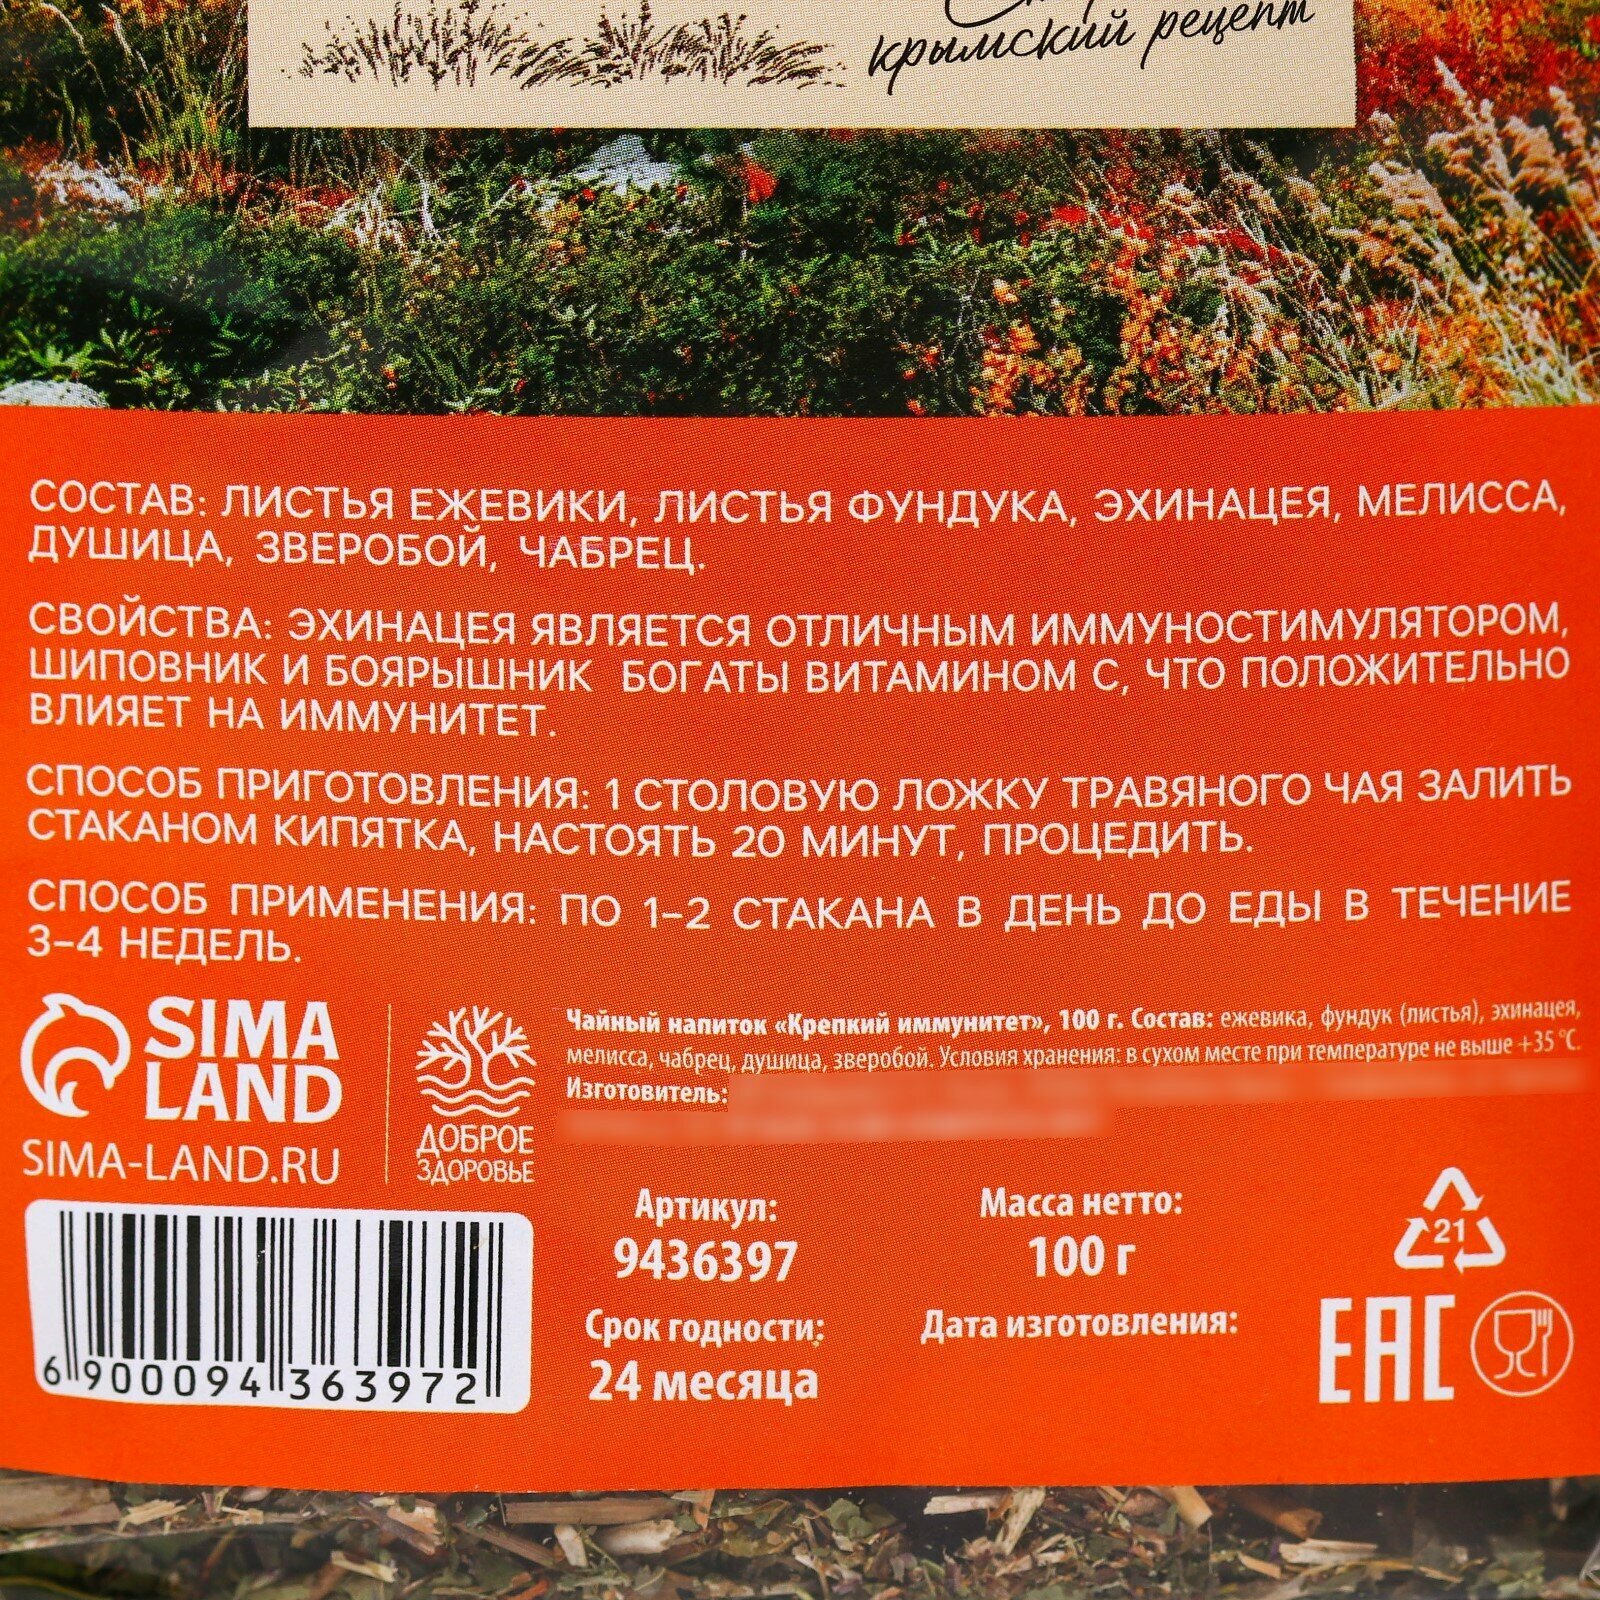 крымский рецепт
СОСТАВ: ЛИСТЬЯ ЕЖЕВИКИ, ЛИСТЬЯ ФУНДУКА, ЭХИНАЦЕЯ, МЕЛИССА,
ДУШИЦА, ЗВЕРОБОЙ, ЧАБРЕЦ.
СВОЙСТВА: ЭХИНАЦЕЯ ЯВЛЯЕТСЯ ОТЛИЧНЫМ ИММУНОСТИМУЛЯТОРОМ,
ШИПОВНИК И БОЯРЫШНИК БОГАТЫ ВИТАМИНОМ С, ЧТО ПОЛОЖИТЕЛЬНО
ВЛИЯЕТ НА ИММУНИТЕТ.
СПОСОБ ПРИГОТОВЛЕНИЯ: 1 СТОЛОВУЮ ЛОЖКУ ТРАВЯНОГО ЧАЯ ЗАЛИТЬ
СТАКАНОМ КИПЯТКА, НАСТОЯТЬ 20 МИНУТ, ПРОЦЕДИТЬ.
СПОСОБ ПРИМЕНЕНИЯ: ПО 1-2 СТАКАНА В ДЕНЬ ДО ЕДЫ В ТЕЧЕНИЕ
3-4 НЕДЕЛЬ.
SIMA
LAND
SIMA-LAND.RU
ДОБРОЕ
ЗДОРОВЬЕ
Чайный напиток «Крепкий иммунитет», 100 г. Состав: ежевика, фундук (листья), эхинацея,
мелисса, чабрец, душица, зверобой. Условия хранения: в сухом месте при температуре не выше +35 °С.
Изготовитель:
Артикул:
9436397
Масса нетто:
100 г
Срок годности:
24 месяца
Дата изготовления:
21
EAC
6 900094 363972